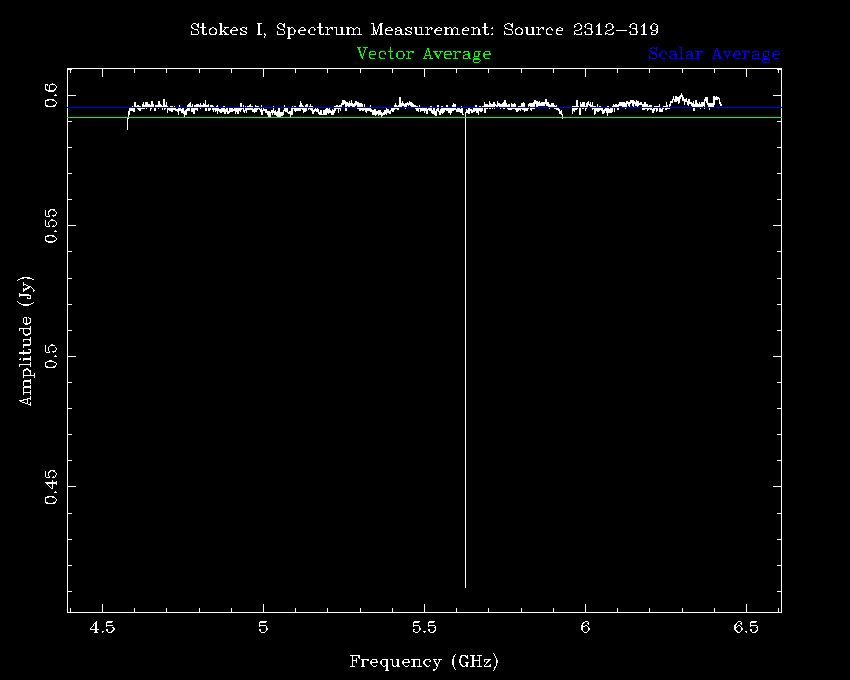 Stokes I, Spectrum Measurement: Source 2312−319
Vector Average
Scalar Average
0.6
0.55
0.5
0.45
Amplitude (Jy)
4.5 5 5.5 6 6.5
Frequency (GHz)